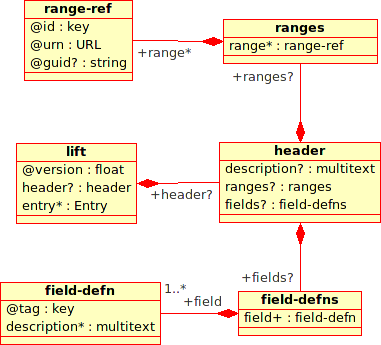 range-ref
@id : key
@urn : URL
@guid? : string
+range*
ranges
range* : range-ref
+ranges?
lift
@version : float
header? : header
entry* : Entry
+header?
header
description? : multitext
ranges? : ranges
fields? : field-defns
+fields?
field-defn
@tag : key
description* : multitext
1..*
+field
field-defns
field+ : field-defn